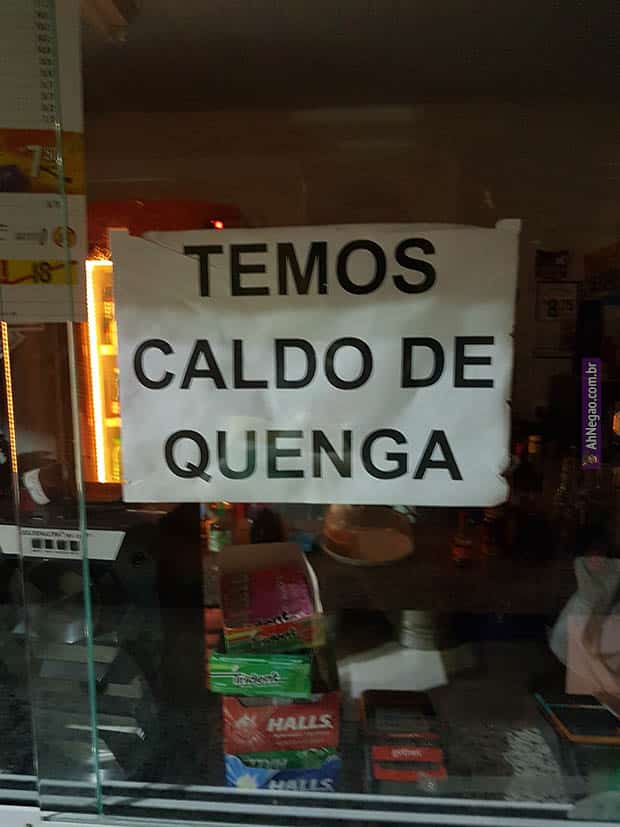 TEMOS
CALDO DE
QUENGA
AhNegao.com.br
Trident
HALLS
HALLS